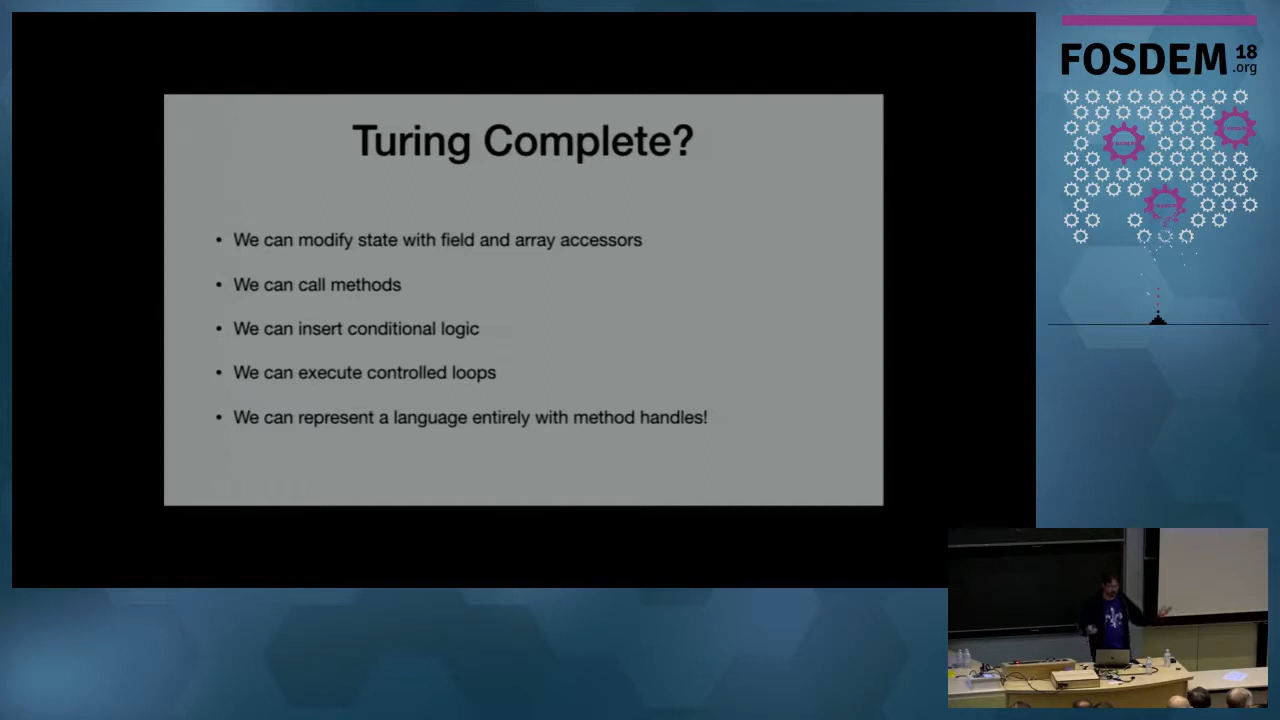 Turing Complete?
• We can modify state with field and array accessors
• We can call methods
• We can insert conditional logic
• We can execute controlled loops
• We can represent a language entirely with method handles!
FOSDEM 18
.org